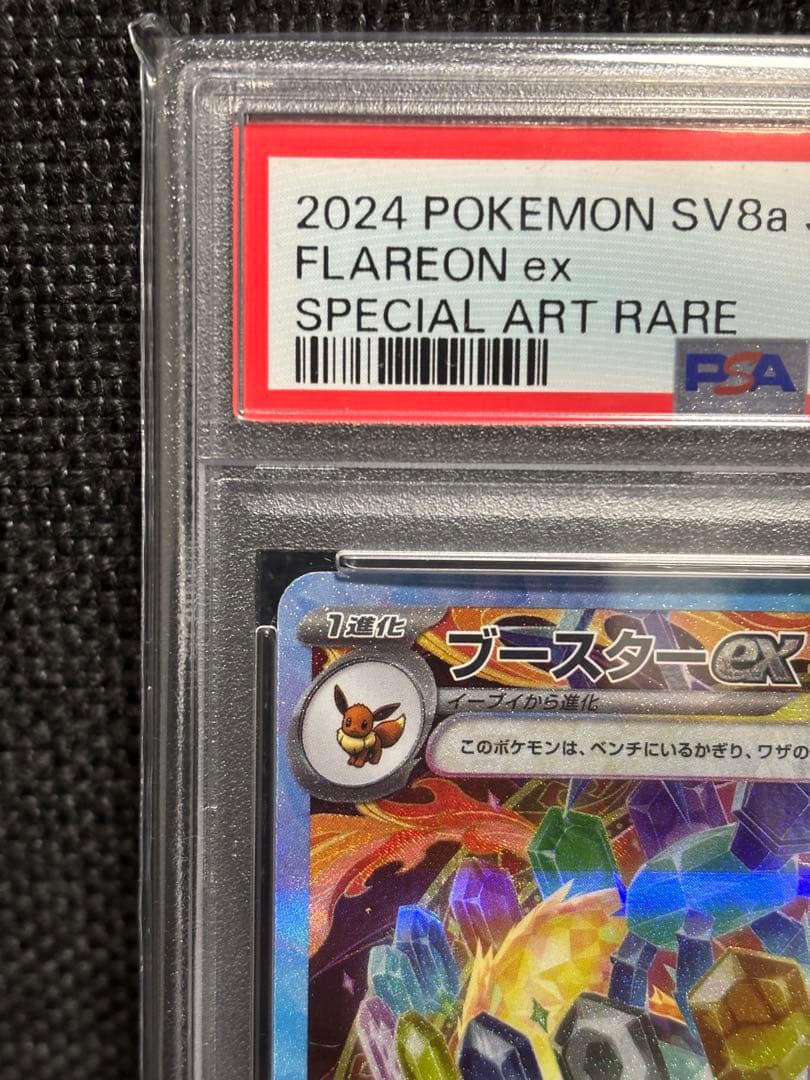 2024 POKEMON SV8a
FLAREON ex
SPECIAL ART RARE
PSA
1進化
ブースターex
イーブイから進化
このポケモンは、ベンチにいるかぎり、ワザの